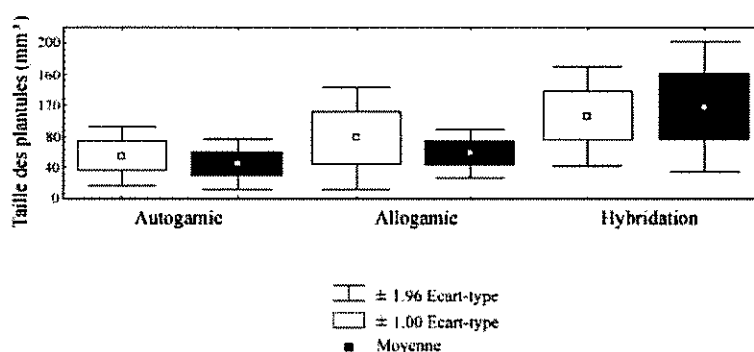 Taille des plantules (mm²)
200
160
120
80
40
0
Autogamie
Allogamie
Hybridation
± 1.96 Ecart-type
± 1.00 Ecart-type
Moyenne